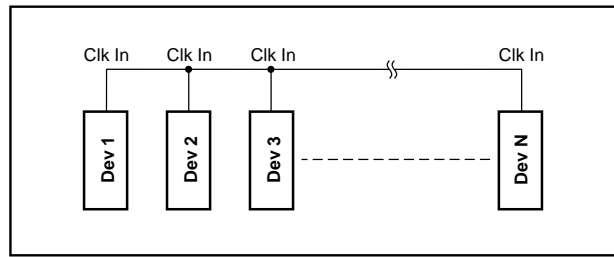 Clk In Clk In Clk In Clk In
Dev 1 Dev 2 Dev 3 Dev N